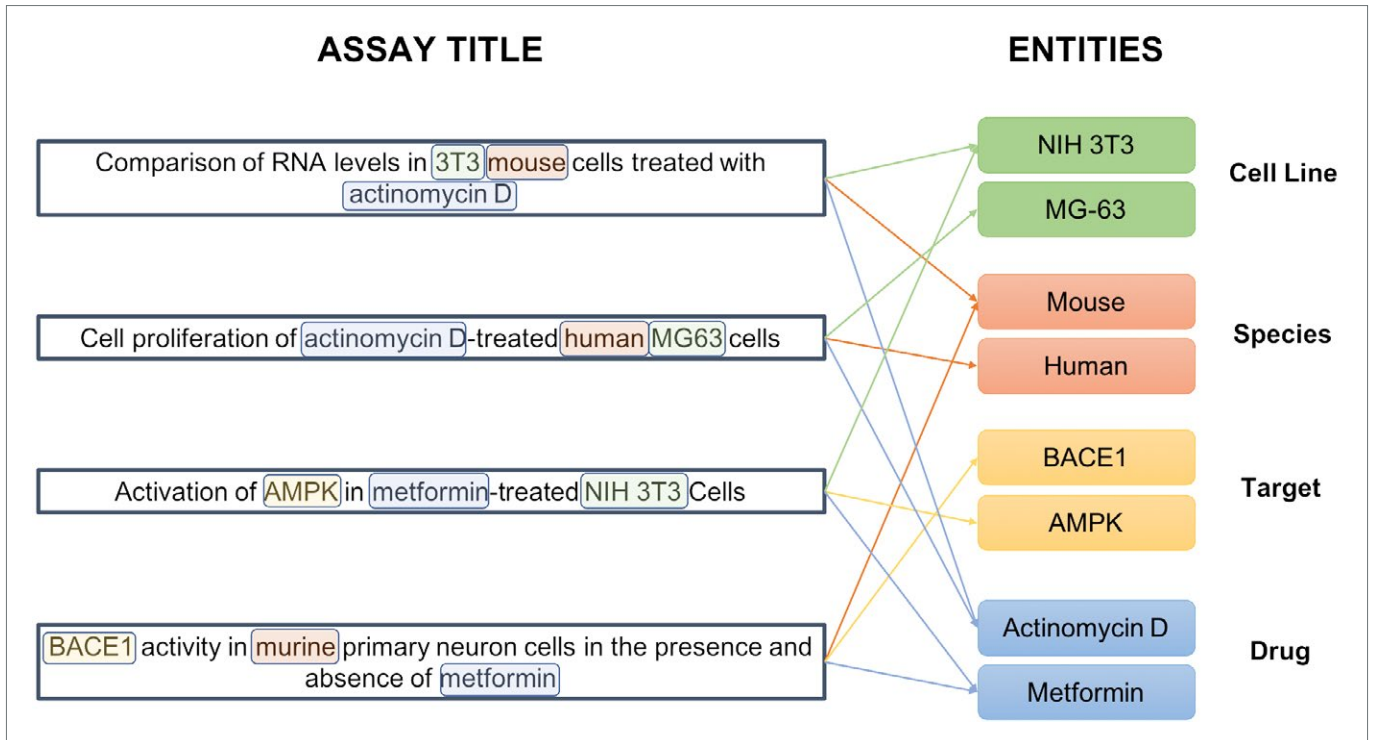 ASSAY TITLE
ENTITIES
Comparison of RNA levels in 3T3 mouse cells treated with
actinomycin D
Cell proliferation of actinomycin D-treated human MG63 cells
Activation of AMPK in metformin-treated NIH 3T3 Cells
BACE1 activity in murine primary neuron cells in the presence and
absence of metformin
NIH 3T3
MG-63
Cell Line
Mouse
Human
Species
BACE1
AMPK
Target
Actinomycin D
Metformin
Drug